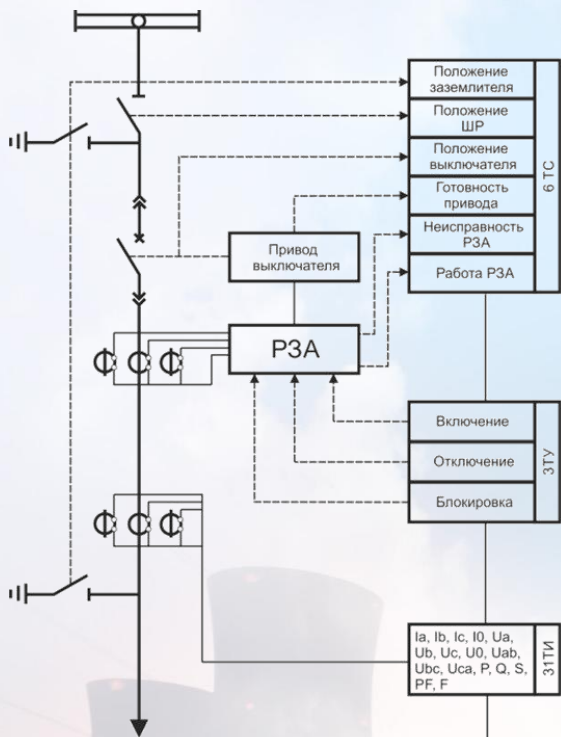 Положение
заземлителя
Положение
ШР
Положение
выключателя
Готовность
привода
Неисправность
РЗА
Работа РЗА
6 ТС
Привод
выключателя
РЗА
Включение
Отключение
Блокировка
3ТУ
Ia, Ib, Ic, I0, Ua,
Ub, Uc, U0, Uab,
Ubc, Uca, P, Q, S,
PF, F
31ТИ